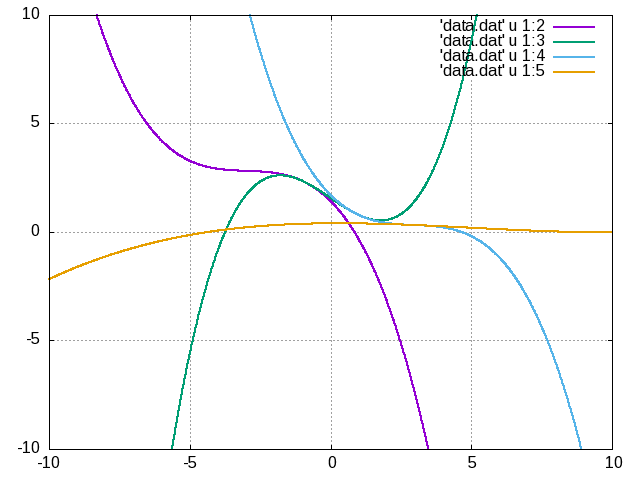 10
5
0
-5
-10
-10 -5 0 5 10
'data.dat' u 1:2
'data.dat' u 1:3
'data.dat' u 1:4
'data.dat' u 1:5